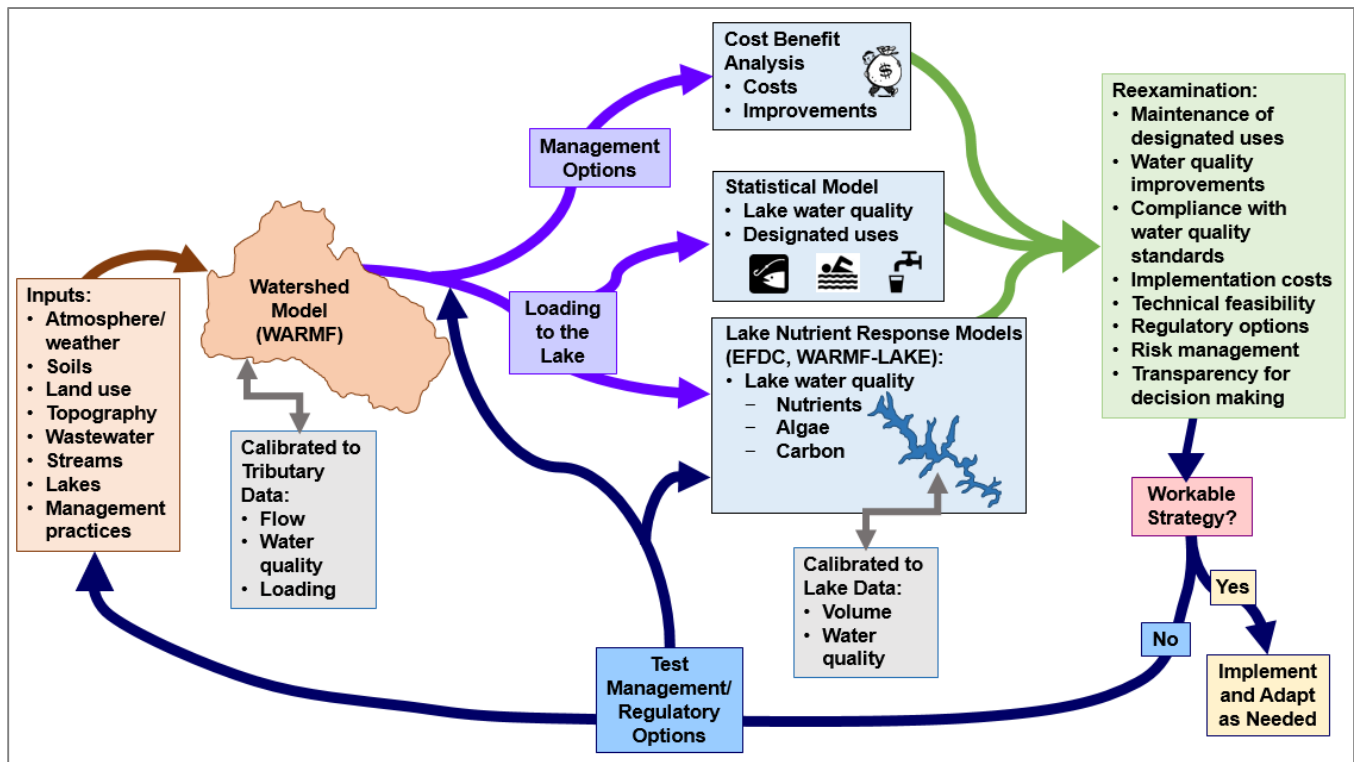 Inputs:
• Atmosphere/
weather
• Soils
• Land use
• Topography
• Wastewater
• Streams
• Lakes
• Management
practices
Watershed
Model
(WARMF)
Calibrated to
Tributary
Data:
• Flow
• Water
quality
• Loading
Management
Options
Loading
to the
Lake
Cost Benefit
Analysis
• Costs
• Improvements
$
Statistical Model
• Lake water quality
• Designated uses
Lake Nutrient Response Models
(EFDC, WARMF-LAKE):
• Lake water quality
– Nutrients
– Algae
– Carbon
Calibrated to
Lake Data:
• Volume
• Water
quality
Reexamination:
• Maintenance of
designated uses
• Water quality
improvements
• Compliance with
water quality
standards
• Implementation costs
• Technical feasibility
• Regulatory options
• Risk management
• Transparency for
decision making
Workable
Strategy?
Yes
No
Implement
and Adapt
as Needed
Test
Management/
Regulatory
Options